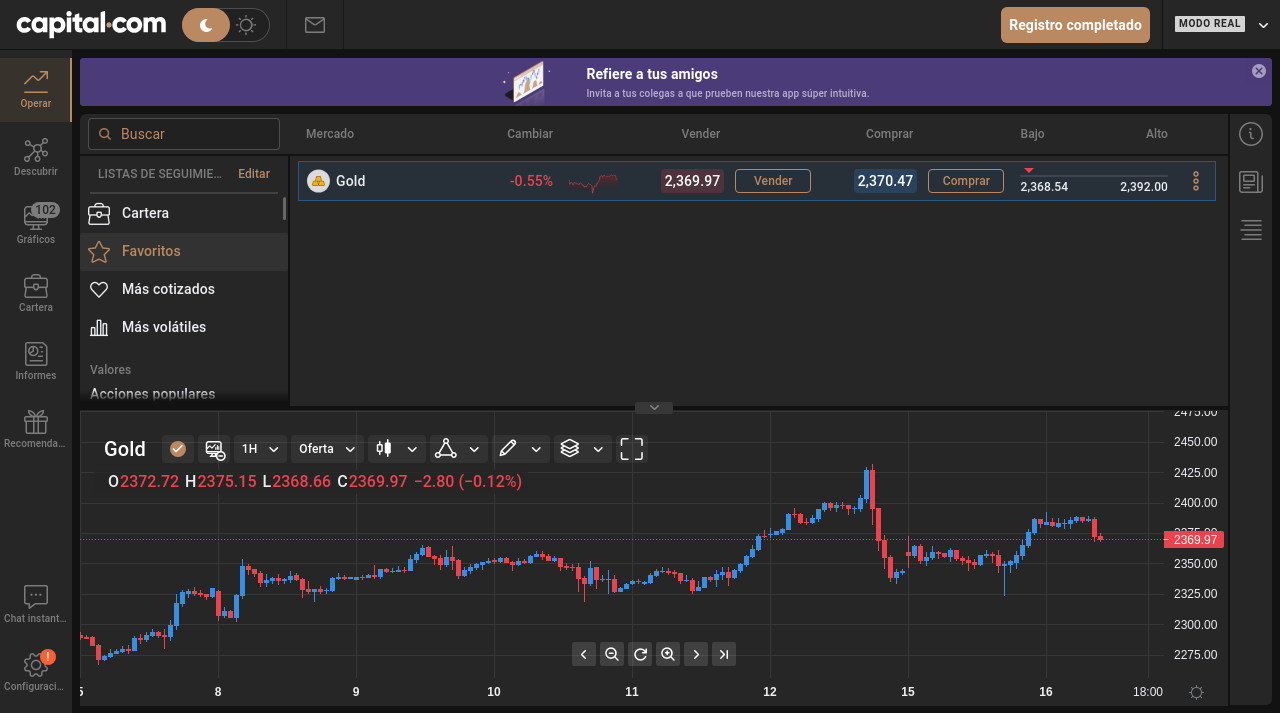 capital.com
Registro completado
MODO REAL
Operar
Descubrir
102
Gráficos
Cartera
Informes
Recomenda...
Chat instant...
!
Configuraci...
Refiere a tus amigos
Invita a tus colegas a que prueben nuestra app súper intuitiva.
Buscar
Mercado Cambiar Vender Comprar Bajo Alto
LISTAS DE SEGUIMIE... Editar
Cartera
Favoritos
Más cotizados
Más volátiles
Valores
Acciones populares
Gold -0.55% 2,369.97 Vender 2,370.47 Comprar 2,368.54 2,392.00
Gold 1H Oferta
O2372.72 H2375.15 L2368.66 C2369.97 −2.80 (−0.12%)
2475.00
2450.00
2425.00
2400.00
2375.00
2369.97
2350.00
2325.00
2300.00
2275.00
8 9 10 11 12 15 16 18:00